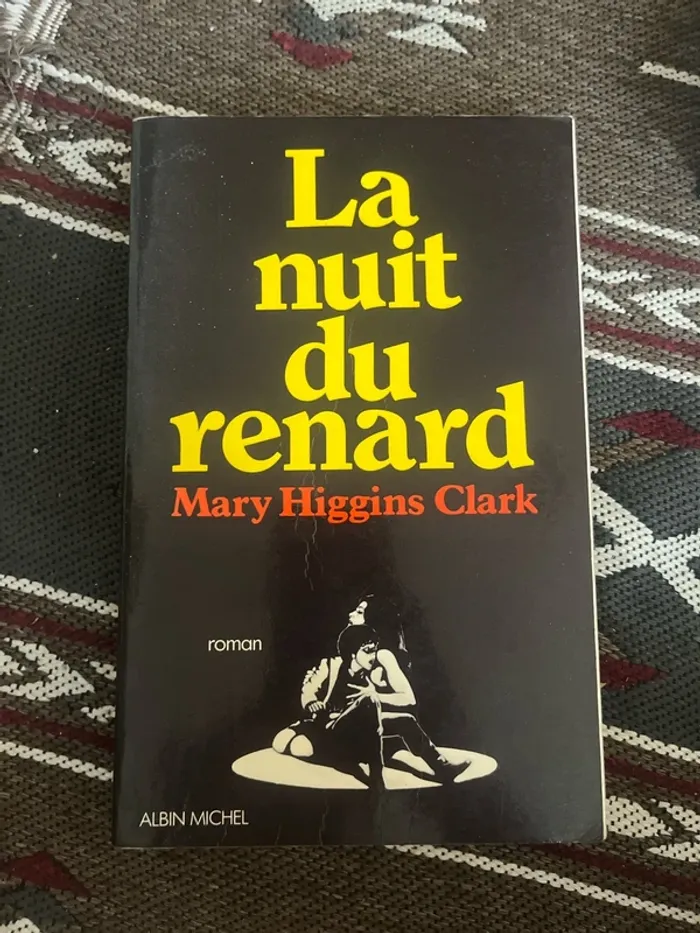 La
nuit
du
renard
Mary Higgins Clark
roman
ALBIN MICHEL